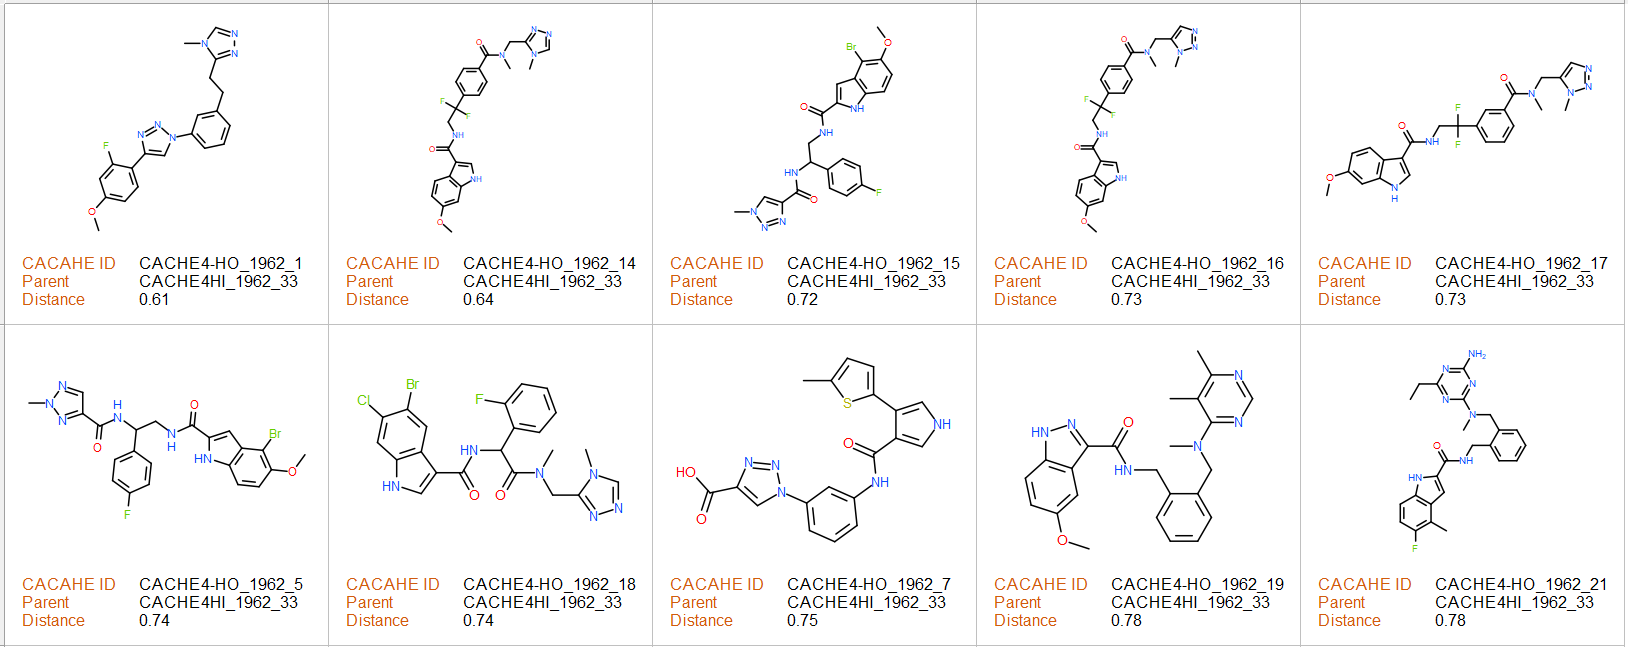 CACAHE ID CACHE4-HO_1962_1
Parent CACHE4HI_1962_33
Distance 0.61
CACAHE ID CACHE4-HO_1962_14
Parent CACHE4HI_1962_33
Distance 0.64
CACAHE ID CACHE4-HO_1962_15
Parent CACHE4HI_1962_33
Distance 0.72
CACAHE ID CACHE4-HO_1962_16
Parent CACHE4HI_1962_33
Distance 0.73
CACAHE ID CACHE4-HO_1962_17
Parent CACHE4HI_1962_33
Distance 0.73
CACAHE ID CACHE4-HO_1962_5
Parent CACHE4HI_1962_33
Distance 0.74
CACAHE ID CACHE4-HO_1962_18
Parent CACHE4HI_1962_33
Distance 0.74
CACAHE ID CACHE4-HO_1962_7
Parent CACHE4HI_1962_33
Distance 0.75
CACAHE ID CACHE4-HO_1962_19
Parent CACHE4HI_1962_33
Distance 0.78
CACAHE ID CACHE4-HO_1962_21
Parent CACHE4HI_1962_33
Distance 0.78